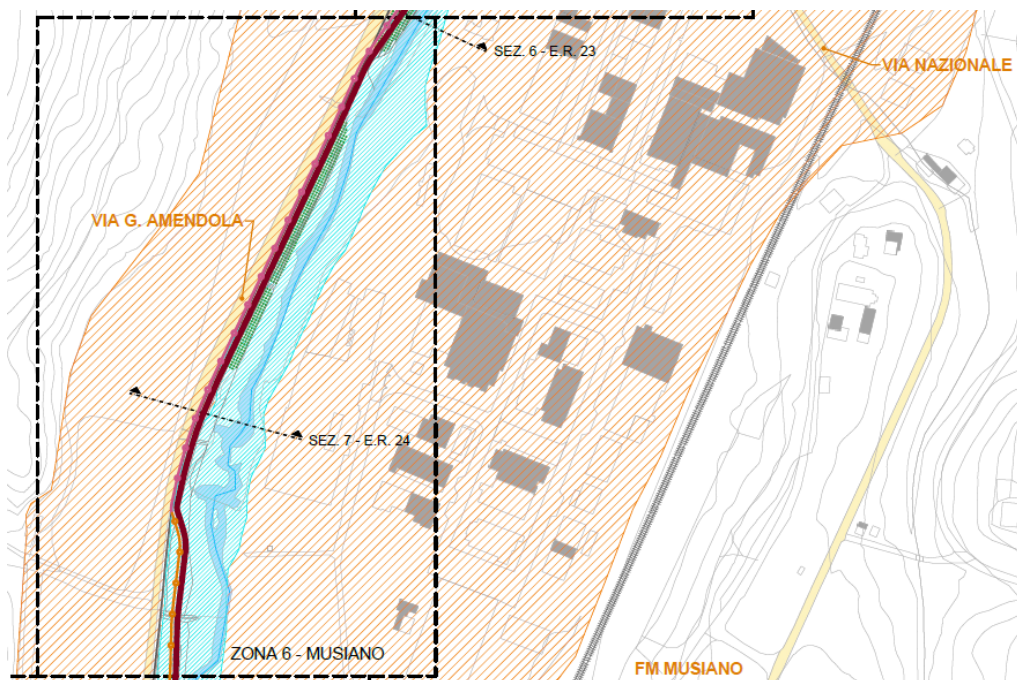 SEZ. 6 - E.R. 23
VIA NAZIONALE
VIA G. AMENDOLA
SEZ. 7 - E.R. 24
ZONA 6 - MUSIANO
FM MUSIANO